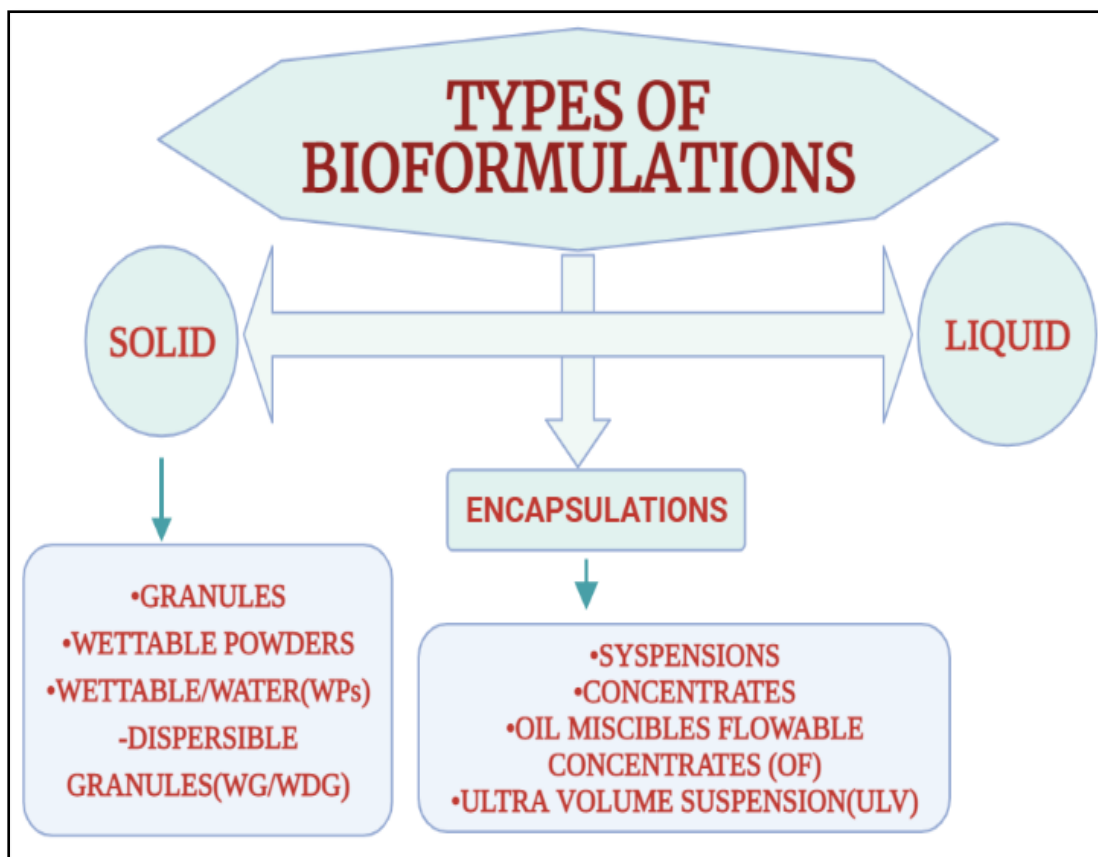 TYPES OF
BIOFORMULATIONS
SOLID
LIQUID
ENCAPSULATIONS
•GRANULES
•WETTABLE POWDERS
•WETTABLE/WATER(WPs)
-DISPERSIBLE
GRANULES(WG/WDG)
•SYSPENSIONS
•CONCENTRATES
•OIL MISCIBLES FLOWABLE
CONCENTRATES (OF)
•ULTRA VOLUME SUSPENSION(ULV)